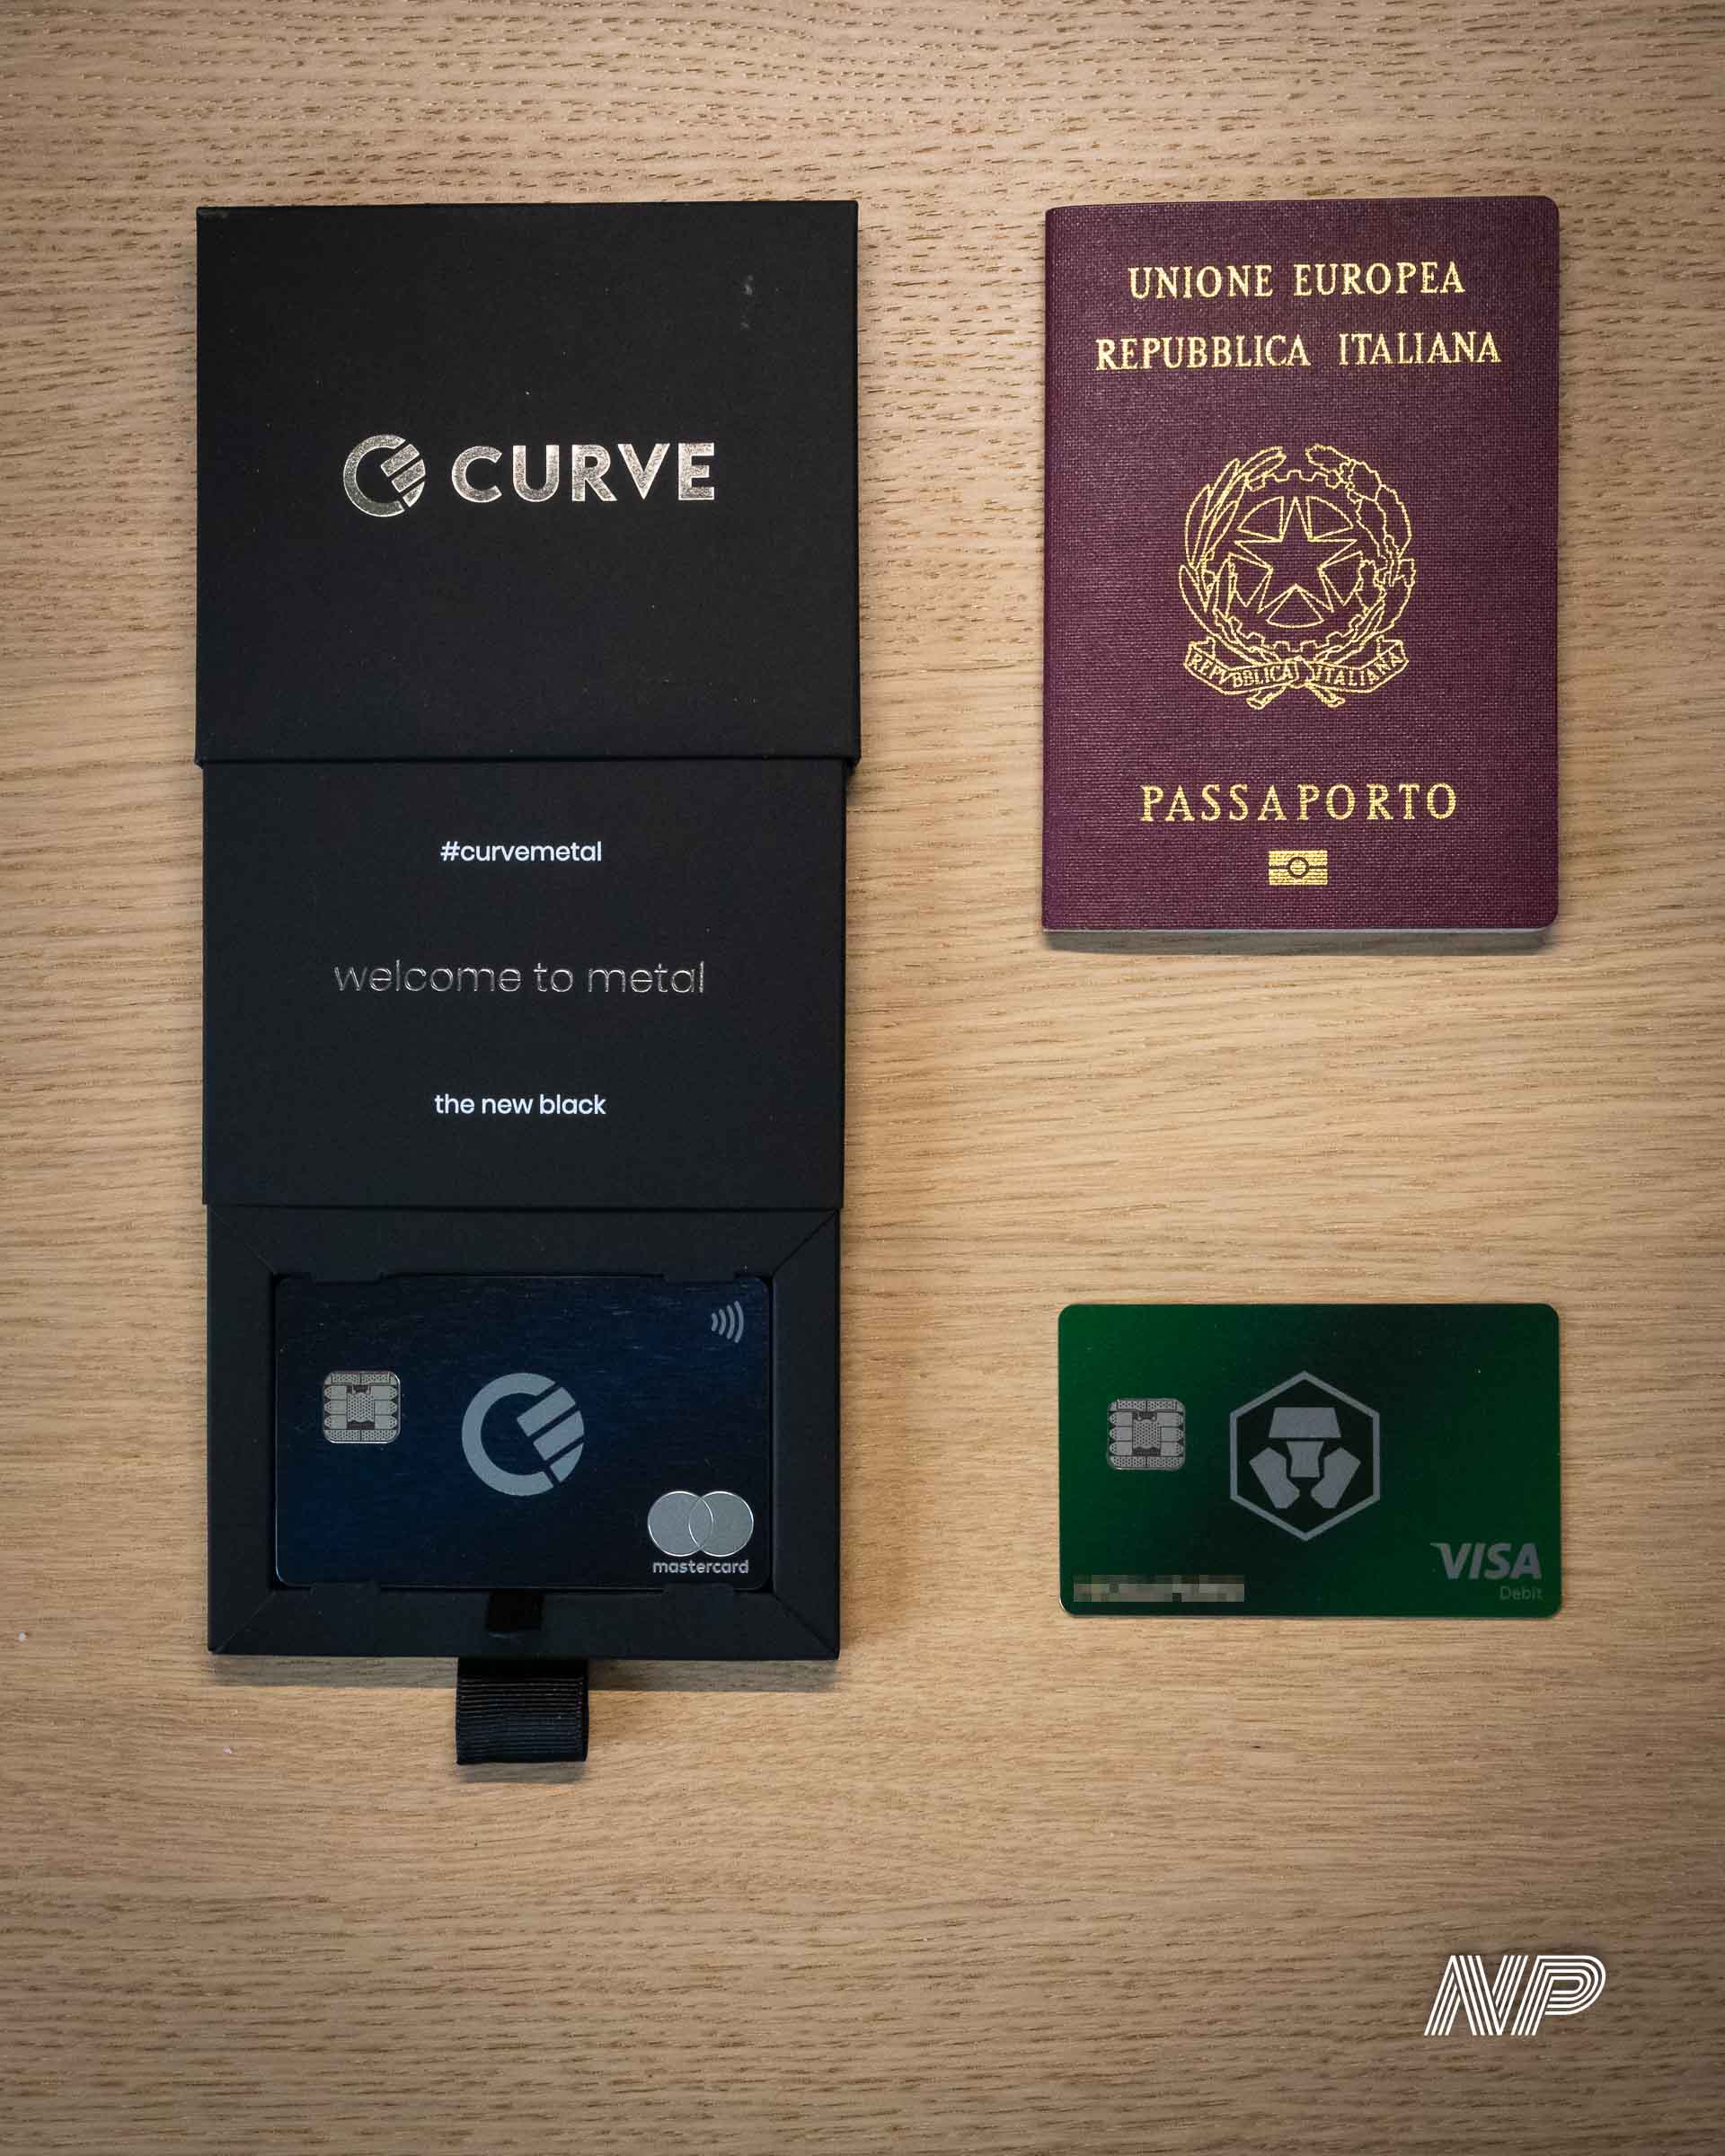 CURVE
#curvemetal
welcome to metal
the new black
mastercard
UNIONE EUROPEA
REPUBBLICA ITALIANA
REPVBBLICA ITALIANA
PASSAPORTO
VISA
Debit
NP